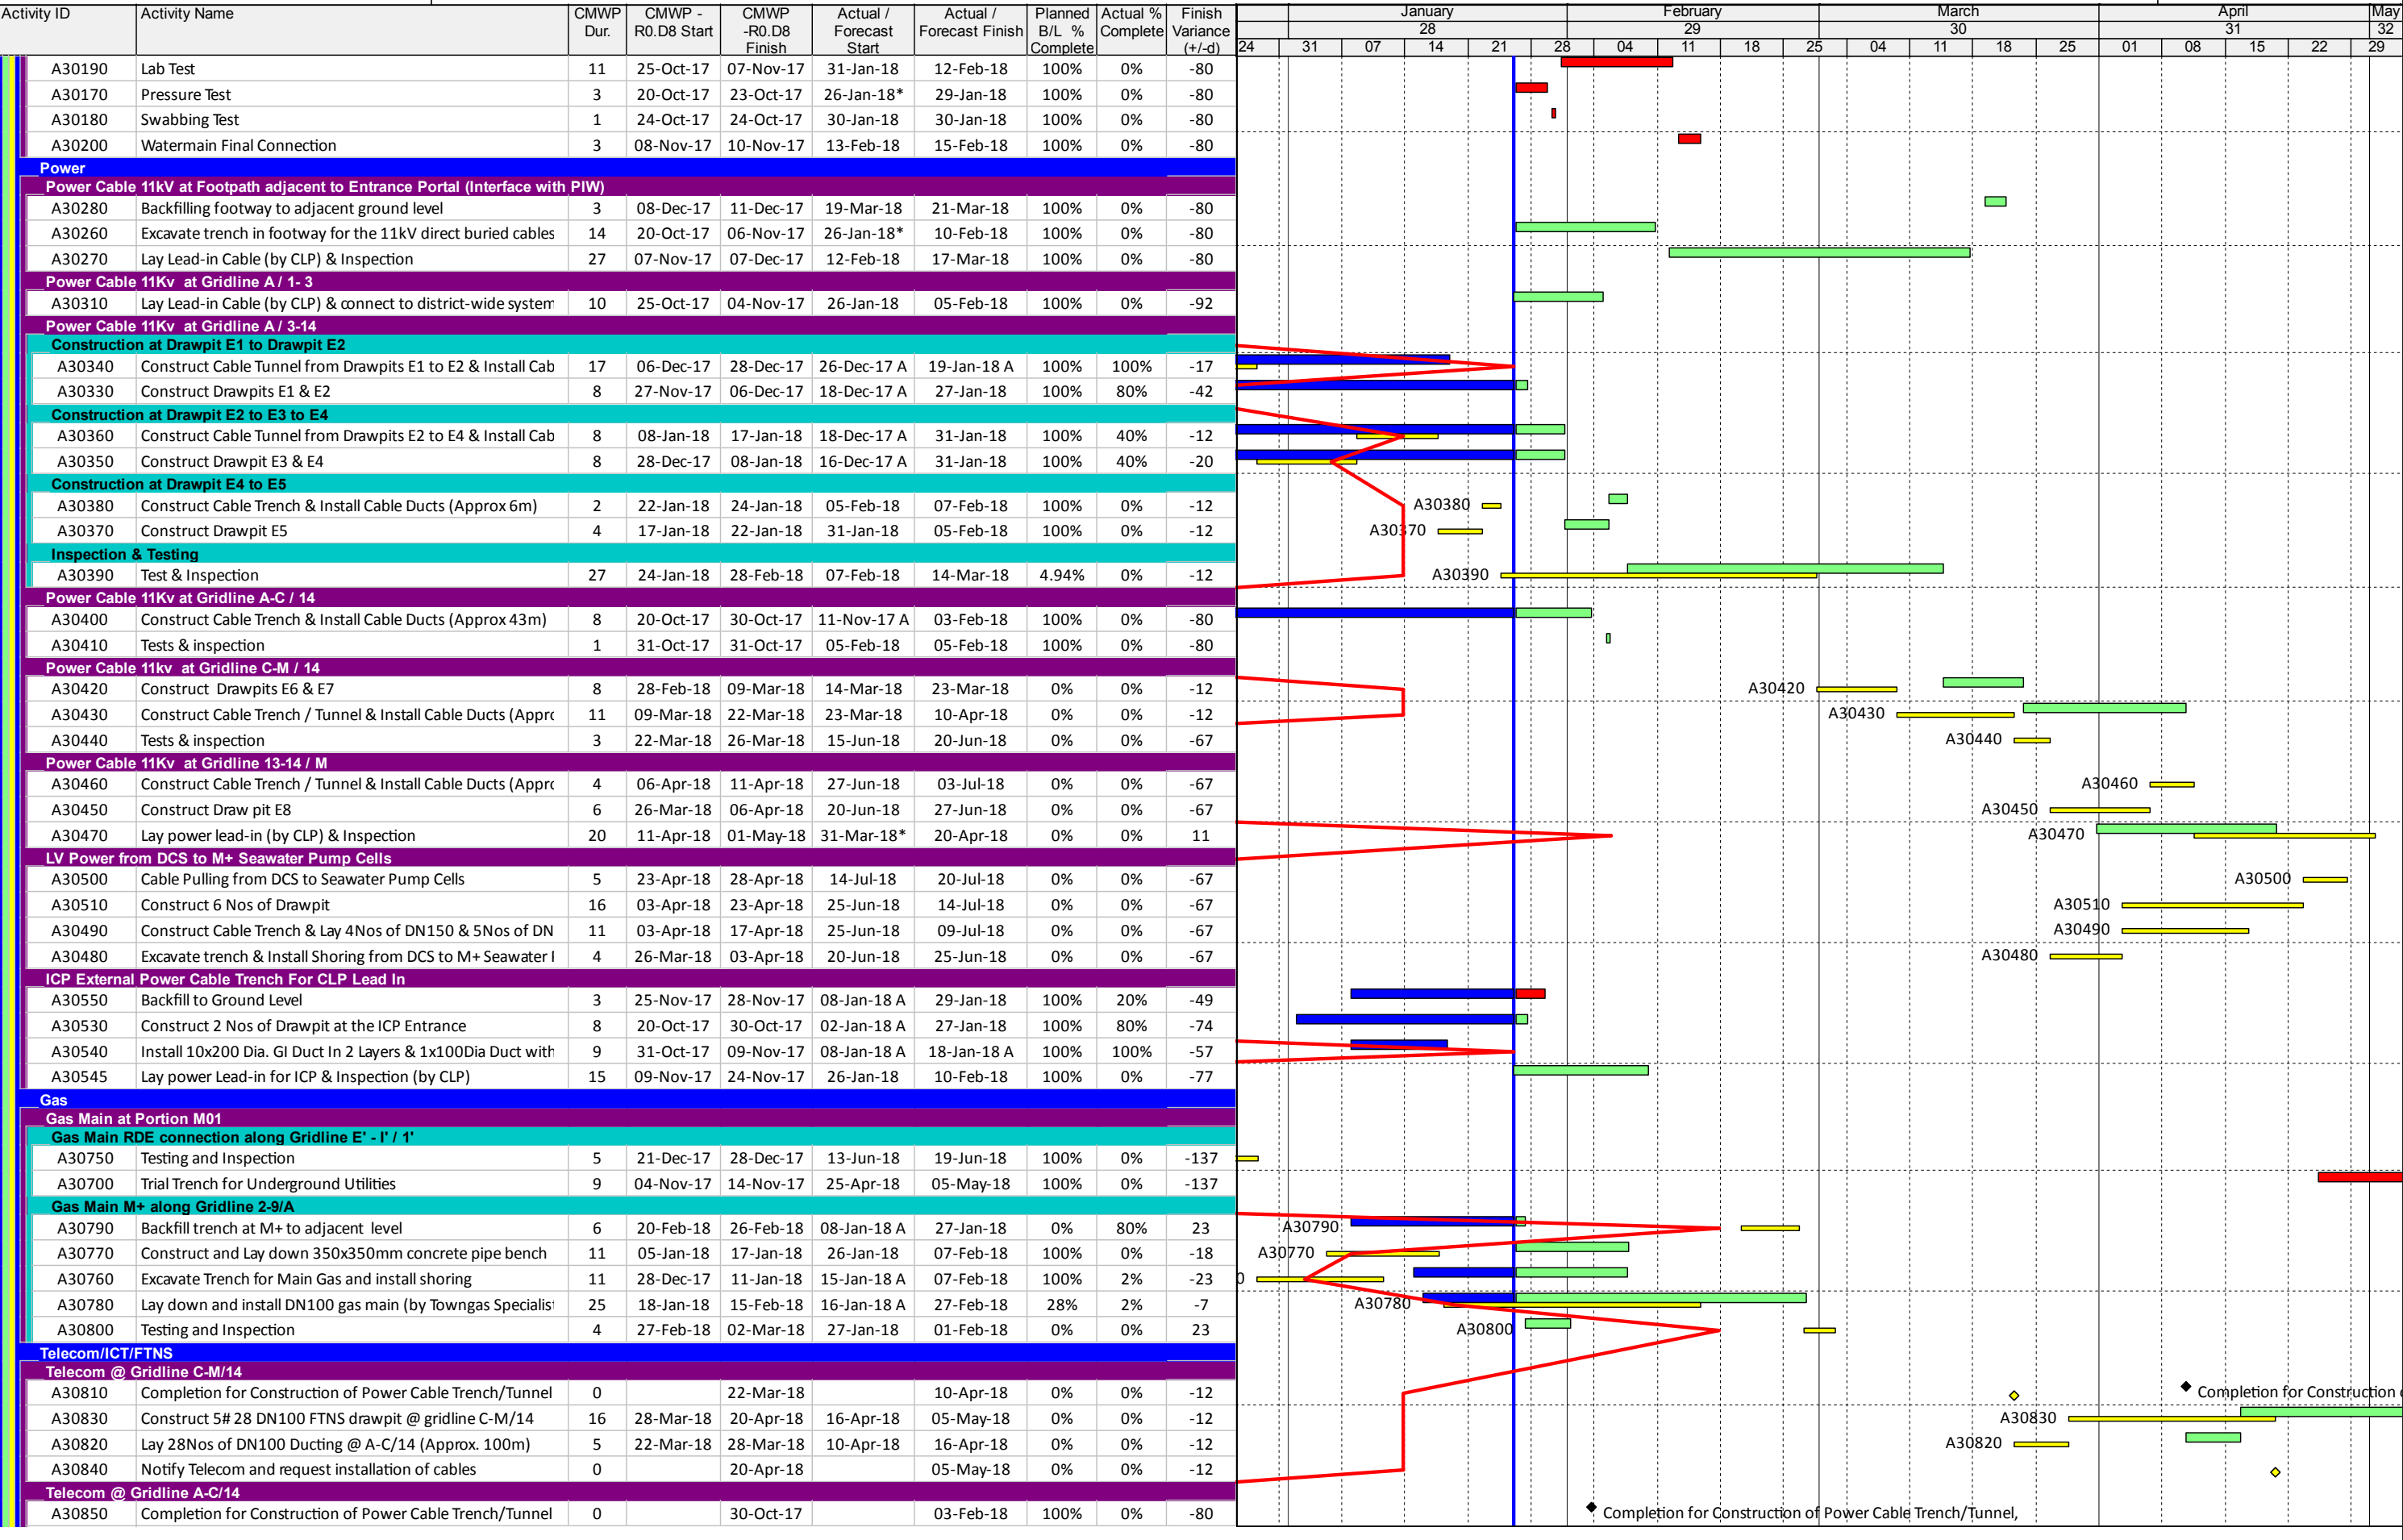 Activity ID Activity Name CMWP Dur. CMWP - R0.D8 Start CMWP -R0.D8 Finish Actual / Forecast Start Actual / Forecast Finish Planned B/L % Complete Actual % Complete Finish Variance (+/-d)
January February March April May
28 29 30 31 32
24 31 07 14 21 28 04 11 18 25 04 11 18 25 01 08 15 22 29
A30190 Lab Test 11 25-Oct-17 07-Nov-17 31-Jan-18 12-Feb-18 100% 0% -80
A30170 Pressure Test 3 20-Oct-17 23-Oct-17 26-Jan-18* 29-Jan-18 100% 0% -80
A30180 Swabbing Test 1 24-Oct-17 24-Oct-17 30-Jan-18 30-Jan-18 100% 0% -80
A30200 Watermain Final Connection 3 08-Nov-17 10-Nov-17 13-Feb-18 15-Feb-18 100% 0% -80
Power
Power Cable 11kV at Footpath adjacent to Entrance Portal (Interface with PIW)
A30280 Backfilling footway to adjacent ground level 3 08-Dec-17 11-Dec-17 19-Mar-18 21-Mar-18 100% 0% -80
A30260 Excavate trench in footway for the 11kV direct buried cables 14 20-Oct-17 06-Nov-17 26-Jan-18* 10-Feb-18 100% 0% -80
A30270 Lay Lead-in Cable (by CLP) & Inspection 27 07-Nov-17 07-Dec-17 12-Feb-18 17-Mar-18 100% 0% -80
Power Cable 11Kv at Gridline A / 1- 3
A30310 Lay Lead-in Cable (by CLP) & connect to district-wide system 10 25-Oct-17 04-Nov-17 26-Jan-18 05-Feb-18 100% 0% -92
Power Cable 11Kv at Gridline A / 3-14
Construction at Drawpit E1 to Drawpit E2
A30340 Construct Cable Tunnel from Drawpits E1 to E2 & Install Cab 17 06-Dec-17 28-Dec-17 26-Dec-17 A 19-Jan-18 A 100% 100% -17
A30330 Construct Drawpits E1 & E2 8 27-Nov-17 06-Dec-17 18-Dec-17 A 27-Jan-18 100% 80% -42
Construction at Drawpit E2 to E3 to E4
A30360 Construct Cable Tunnel from Drawpits E2 to E4 & Install Cab 8 08-Jan-18 17-Jan-18 18-Dec-17 A 31-Jan-18 100% 40% -12
A30350 Construct Drawpit E3 & E4 8 28-Dec-17 08-Jan-18 16-Dec-17 A 31-Jan-18 100% 40% -20
Construction at Drawpit E4 to E5
A30380 Construct Cable Trench & Install Cable Ducts (Approx 6m) 2 22-Jan-18 24-Jan-18 05-Feb-18 07-Feb-18 100% 0% -12 A30380
A30370 Construct Drawpit E5 4 17-Jan-18 22-Jan-18 31-Jan-18 05-Feb-18 100% 0% -12 A30370
Inspection & Testing
A30390 Test & Inspection 27 24-Jan-18 28-Feb-18 07-Feb-18 14-Mar-18 4.94% 0% -12 A30390
Power Cable 11Kv at Gridline A-C / 14
A30400 Construct Cable Trench & Install Cable Ducts (Approx 43m) 8 20-Oct-17 30-Oct-17 11-Nov-17 A 03-Feb-18 100% 0% -80
A30410 Tests & inspection 1 31-Oct-17 31-Oct-17 05-Feb-18 05-Feb-18 100% 0% -80
Power Cable 11kv at Gridline C-M / 14
A30420 Construct Drawpits E6 & E7 8 28-Feb-18 09-Mar-18 14-Mar-18 23-Mar-18 0% 0% -12 A30420
A30430 Construct Cable Trench / Tunnel & Install Cable Ducts (Appro 11 09-Mar-18 22-Mar-18 23-Mar-18 10-Apr-18 0% 0% -12 A30430
A30440 Tests & inspection 3 22-Mar-18 26-Mar-18 15-Jun-18 20-Jun-18 0% 0% -67 A30440
Power Cable 11Kv at Gridline 13-14 / M
A30460 Construct Cable Trench / Tunnel & Install Cable Ducts (Appro 4 06-Apr-18 11-Apr-18 27-Jun-18 03-Jul-18 0% 0% -67 A30460
A30450 Construct Draw pit E8 6 26-Mar-18 06-Apr-18 20-Jun-18 27-Jun-18 0% 0% -67 A30450
A30470 Lay power lead-in (by CLP) & Inspection 20 11-Apr-18 01-May-18 31-Mar-18* 20-Apr-18 0% 0% 11 A30470
LV Power from DCS to M+ Seawater Pump Cells
A30500 Cable Pulling from DCS to Seawater Pump Cells 5 23-Apr-18 28-Apr-18 14-Jul-18 20-Jul-18 0% 0% -67 A30500
A30510 Construct 6 Nos of Drawpit 16 03-Apr-18 23-Apr-18 25-Jun-18 14-Jul-18 0% 0% -67 A30510
A30490 Construct Cable Trench & Lay 4Nos of DN150 & 5Nos of DN 11 03-Apr-18 17-Apr-18 25-Jun-18 09-Jul-18 0% 0% -67 A30490
A30480 Excavate trench & Install Shoring from DCS to M+ Seawater 4 26-Mar-18 03-Apr-18 20-Jun-18 25-Jun-18 0% 0% -67 A30480
ICP External Power Cable Trench For CLP Lead In
A30550 Backfill to Ground Level 3 25-Nov-17 28-Nov-17 08-Jan-18 A 29-Jan-18 100% 20% -49
A30530 Construct 2 Nos of Drawpit at the ICP Entrance 8 20-Oct-17 30-Oct-17 02-Jan-18 A 27-Jan-18 100% 80% -74
A30540 Install 10x200 Dia. GI Duct In 2 Layers & 1x100Dia Duct with 9 31-Oct-17 09-Nov-17 08-Jan-18 A 18-Jan-18 A 100% 100% -57
A30545 Lay power Lead-in for ICP & Inspection (by CLP) 15 09-Nov-17 24-Nov-17 26-Jan-18 10-Feb-18 100% 0% -77
Gas
Gas Main at Portion M01
Gas Main RDE connection along Gridline E' - I' / 1'
A30750 Testing and Inspection 5 21-Dec-17 28-Dec-17 13-Jun-18 19-Jun-18 100% 0% -137
A30700 Trial Trench for Underground Utilities 9 04-Nov-17 14-Nov-17 25-Apr-18 05-May-18 100% 0% -137
Gas Main M+ along Gridline 2-9/A
A30790 Backfill trench at M+ to adjacent level 6 20-Feb-18 26-Feb-18 08-Jan-18 A 27-Jan-18 0% 80% 23 A30790
A30770 Construct and Lay down 350x350mm concrete pipe bench 11 05-Jan-18 17-Jan-18 26-Jan-18 07-Feb-18 100% 0% -18 A30770
A30760 Excavate Trench for Main Gas and install shoring 11 28-Dec-17 11-Jan-18 15-Jan-18 A 07-Feb-18 100% 2% -23 0
A30780 Lay down and install DN100 gas main (by Towngas Specialist 25 18-Jan-18 15-Feb-18 16-Jan-18 A 27-Feb-18 28% 2% -7 A30780
A30800 Testing and Inspection 4 27-Feb-18 02-Mar-18 27-Jan-18 01-Feb-18 0% 0% 23 A30800
Telecom/ICT/FTNS
Telecom @ Gridline C-M/14
A30810 Completion for Construction of Power Cable Trench/Tunnel 0 22-Mar-18 10-Apr-18 0% 0% -12 Completion for Construction
A30830 Construct 5# 28 DN100 FTNS drawpit @ gridline C-M/14 16 28-Mar-18 20-Apr-18 16-Apr-18 05-May-18 0% 0% -12 A30830
A30820 Lay 28Nos of DN100 Ducting @ A-C/14 (Approx. 100m) 5 22-Mar-18 28-Mar-18 10-Apr-18 16-Apr-18 0% 0% -12 A30820
A30840 Notify Telecom and request installation of cables 0 20-Apr-18 05-May-18 0% 0% -12
Telecom @ Gridline A-C/14
A30850 Completion for Construction of Power Cable Trench/Tunnel 0 30-Oct-17 03-Feb-18 100% 0% -80 Completion for Construction of Power Cable Trench/Tunnel,